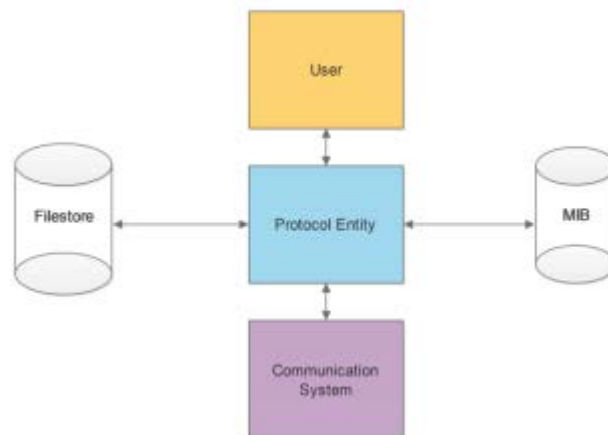 User
Filestore
Protocol Entity
MIB
Communication
System